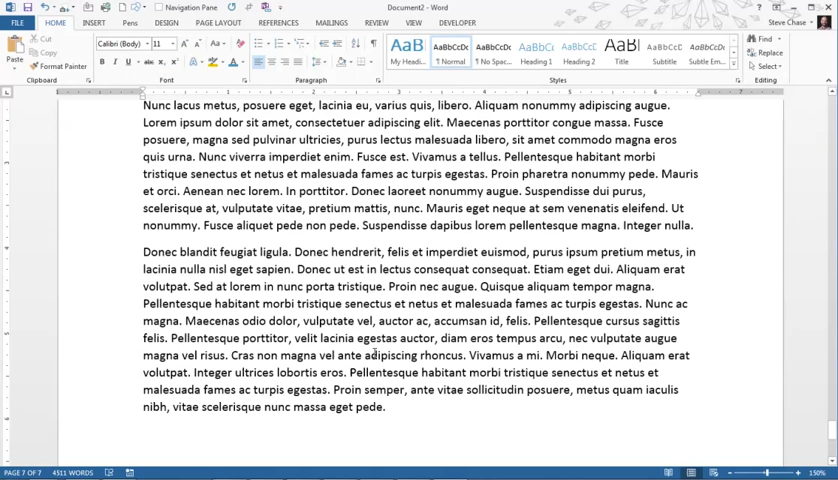 Navigation Pane
Document2 - Word
FILE HOME INSERT Pens DESIGN PAGE LAYOUT REFERENCES MAILINGS REVIEW VIEW DEVELOPER Steve Chase
Paste
Cut
Copy
Format Painter
Clipboard
Calibri (Body) 11
Font
Paragraph
AaBl AaBbCcDc AaBbCcDc AaBbCc AaBbCcD AaBl AaBbCcD AaBbCcDc
My Headi... ¶ Normal ¶ No Spac... Heading 1 Heading 2 Title Subtitle Subtle Em...
Styles
Find
Replace
Select
Editing
Nunc lacus metus, posuere eget, lacinia eu, varius quis, libero. Aliquam nonummy adipiscing augue.
Lorem ipsum dolor sit amet, consectetuer adipiscing elit. Maecenas porttitor congue massa. Fusce
posuere, magna sed pulvinar ultricies, purus lectus malesuada libero, sit amet commodo magna eros
quis urna. Nunc viverra imperdiet enim. Fusce est. Vivamus a tellus. Pellentesque habitant morbi
tristique senectus et netus et malesuada fames ac turpis egestas. Proin pharetra nonummy pede. Mauris
et orci. Aenean nec lorem. In porttitor. Donec laoreet nonummy augue. Suspendisse dui purus,
scelerisque at, vulputate vitae, pretium mattis, nunc. Mauris eget neque at sem venenatis eleifend. Ut
nonummy. Fusce aliquet pede non pede. Suspendisse dapibus lorem pellentesque magna. Integer nulla.
Donec blandit feugiat ligula. Donec hendrerit, felis et imperdiet euismod, purus ipsum pretium metus, in
lacinia nulla nisl eget sapien. Donec ut est in lectus consequat consequat. Etiam eget dui. Aliquam erat
volutpat. Sed at lorem in nunc porta tristique. Proin nec augue. Quisque aliquam tempor magna.
Pellentesque habitant morbi tristique senectus et netus et malesuada fames ac turpis egestas. Nunc ac
magna. Maecenas odio dolor, vulputate vel, auctor ac, accumsan id, felis. Pellentesque cursus sagittis
felis. Pellentesque porttitor, velit lacinia egestas auctor, diam eros tempus arcu, nec vulputate augue
magna vel risus. Cras non magna vel ante adipiscing rhoncus. Vivamus a mi. Morbi neque. Aliquam erat
volutpat. Integer ultrices lobortis eros. Pellentesque habitant morbi tristique senectus et netus et
malesuada fames ac turpis egestas. Proin semper, ante vitae sollicitudin posuere, metus quam iaculis
nibh, vitae scelerisque nunc massa eget pede.
PAGE 7 OF 7 4511 WORDS 150%